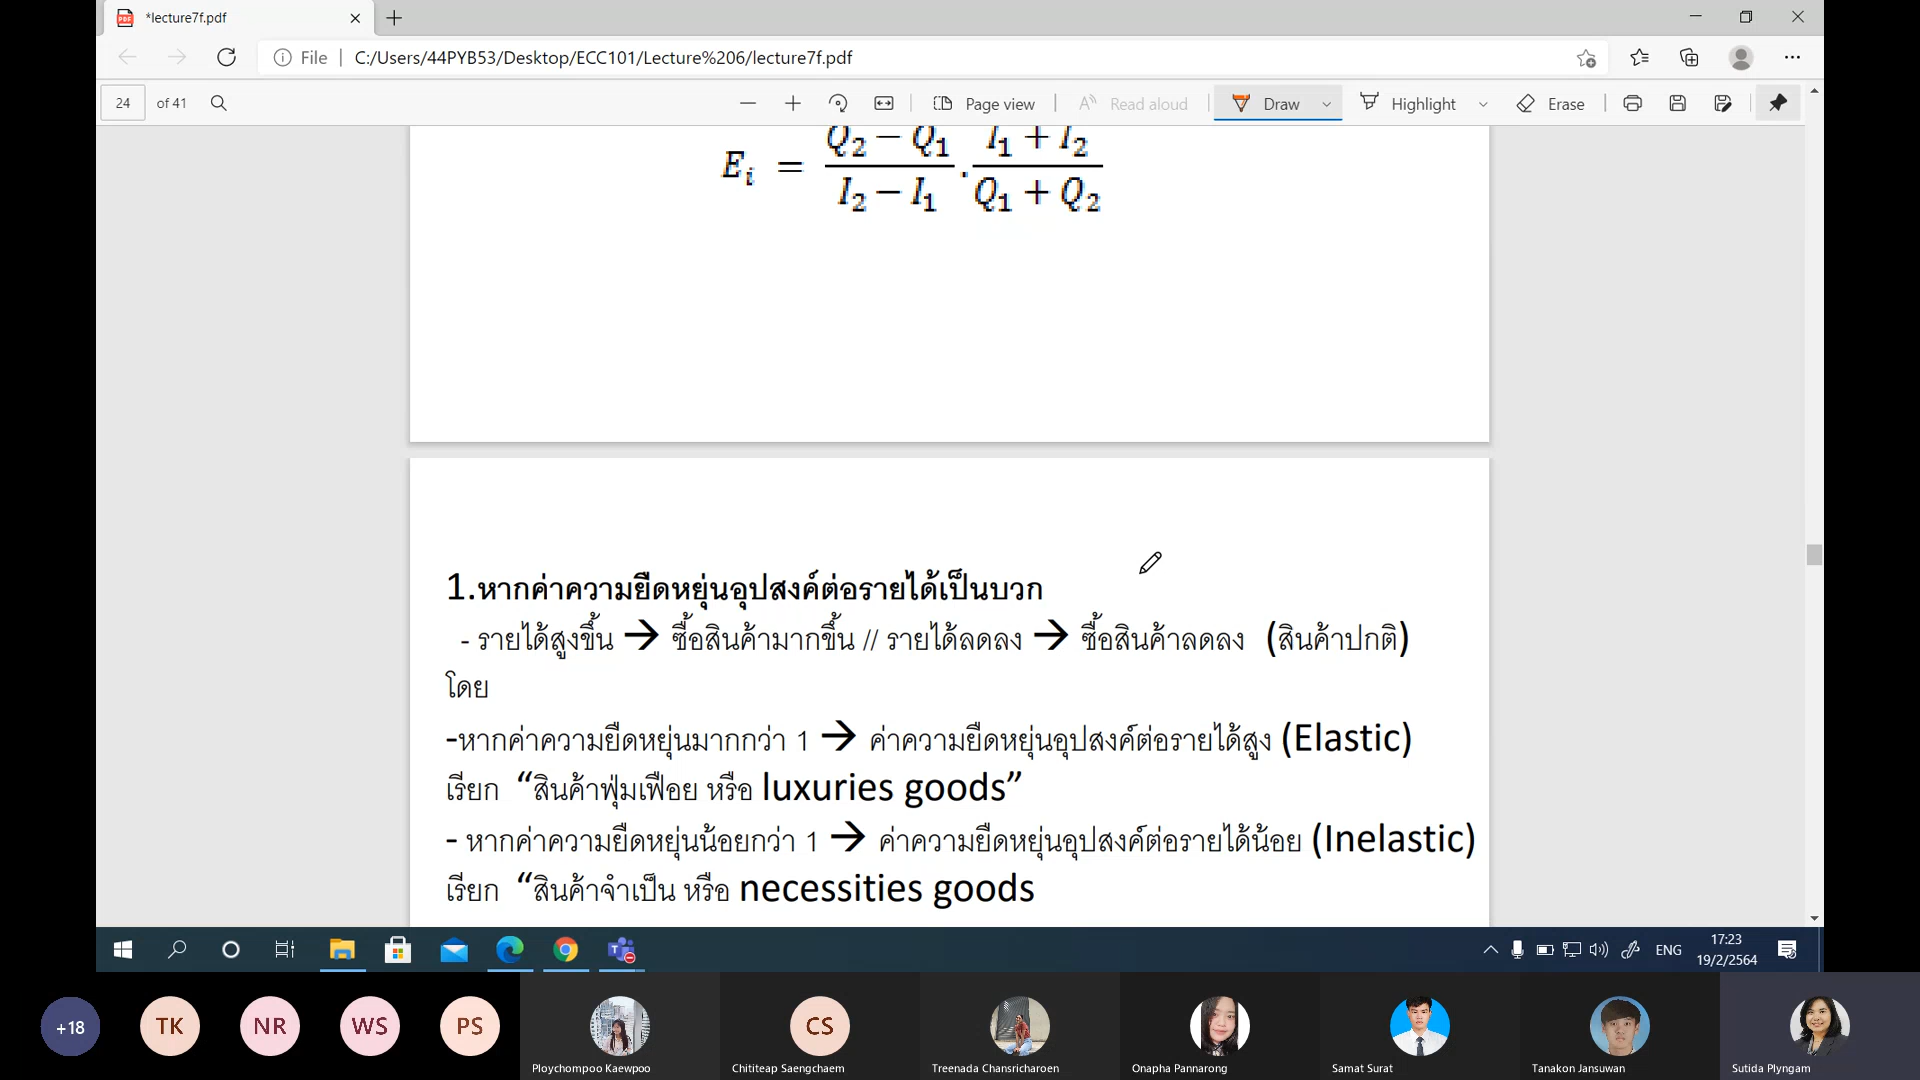 *lecture7f.pdf
File | C:/Users/44PYB53/Desktop/ECC101/Lecture%206/lecture7f.pdf
24 of 41 Page view Read aloud Draw Highlight Erase
E_i = \frac{Q_2 - Q_1}{I_2 - I_1} . \frac{I_1 + I_2}{Q_1 + Q_2}
1.หากค่าความยืดหยุ่นอุปสงค์ต่อรายได้เป็นบวก
- รายได้สูงขึ้น → ซื้อสินค้ามากขึ้น // รายได้ลดลง → ซื้อสินค้าลดลง (สินค้าปกติ)
โดย
-หากค่าความยืดหยุ่นมากกว่า 1 → ค่าความยืดหยุ่นอุปสงค์ต่อรายได้สูง (Elastic)
เรียก “สินค้าฟุ่มเฟือย หรือ luxuries goods”
- หากค่าความยืดหยุ่นน้อยกว่า 1 → ค่าความยืดหยุ่นอุปสงค์ต่อรายได้น้อย (Inelastic)
เรียก “สินค้าจำเป็น หรือ necessities goods
ENG 17:23
19/2/2564
+18 TK NR WS PS CS
Ploychompoo Kaewpoo Chititeap Saengchaem Treenada Chansricharoen Onapha Pannarong Samat Surat Tanakon Jansuwan Sutida Plyngam